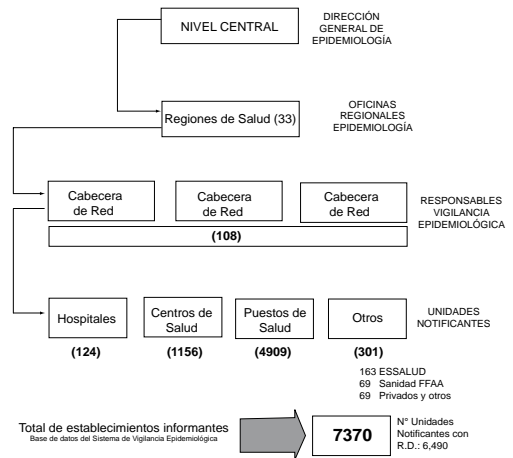 NIVEL CENTRAL
DIRECCIÓN
GENERAL DE
EPIDEMIOLOGÍA
Regiones de Salud (33)
OFICINAS
REGIONALES
EPIDEMIOLOGÍA
Cabecera
de Red
Cabecera
de Red
Cabecera
de Red
RESPONSABLES
VIGILANCIA
EPIDEMIOLÓGICA
(108)
Hospitales
Centros de
Salud
Puestos de
Salud
Otros
UNIDADES
NOTIFICANTES
(124)
(1156)
(4909)
(301)
163 ESSALUD
69 Sanidad FFAA
69 Privados y otros
Total de establecimientos informantes
Base de datos del Sistema de Vigilancia Epidemiológica
7370
N° Unidades
Notificantes con
R.D.: 6,490